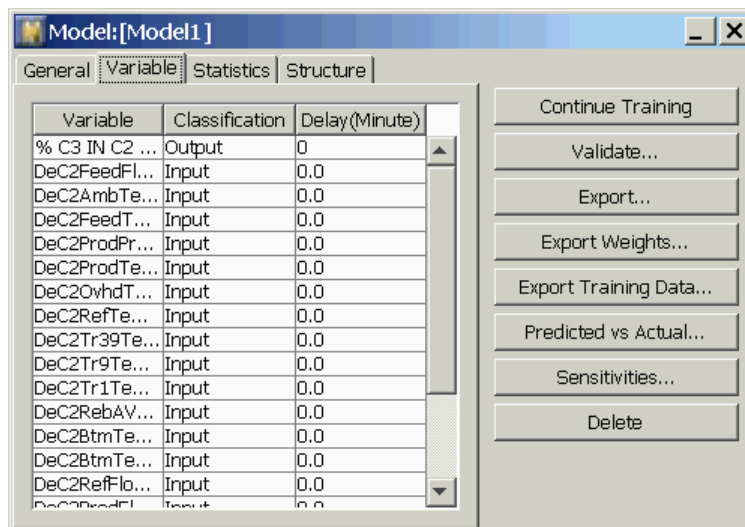 Model:[Model1]
General Variable Statistics Structure
Variable Classification Delay(Minute)
% C3 IN C2 ... Output 0
DeC2FeedFl... Input 0.0
DeC2AmbTe... Input 0.0
DeC2FeedT... Input 0.0
DeC2ProdPr... Input 0.0
DeC2ProdTe... Input 0.0
DeC2OvhdT... Input 0.0
DeC2RefTe... Input 0.0
DeC2Tr39Te... Input 0.0
DeC2Tr9Te... Input 0.0
DeC2Tr1Te... Input 0.0
DeC2RebAV... Input 0.0
DeC2BtmTe... Input 0.0
DeC2BtmTe... Input 0.0
DeC2RefFlo... Input 0.0
DeC2ProdFl... Input 0.0
Continue Training
Validate...
Export...
Export Weights...
Export Training Data...
Predicted vs Actual...
Sensitivities...
Delete